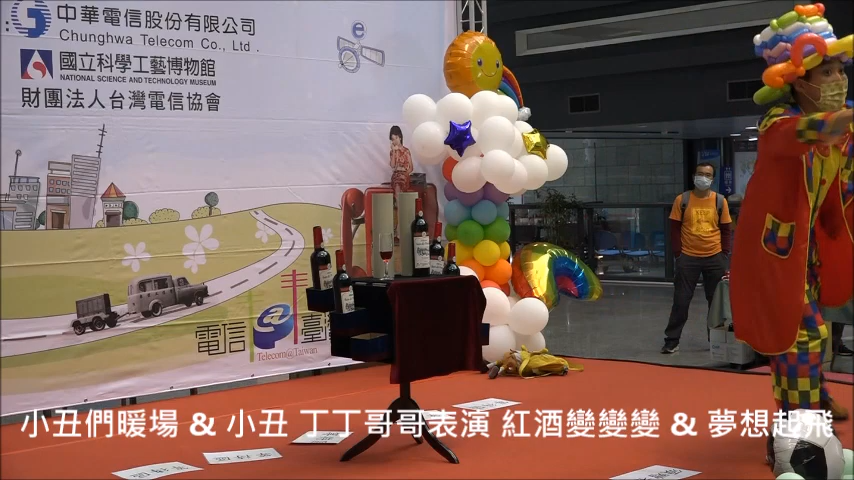 中華電信股份有限公司
Chunghwa Telecom Co., Ltd.
國立科學工藝博物館
NATIONAL SCIENCE AND TECHNOLOGY MUSEUM
財團法人台灣電信協會
電信@臺
Telecom@Taiwan
小丑們暖場 & 小丑 丁丁哥哥表演 紅酒變變變 & 夢想起飛